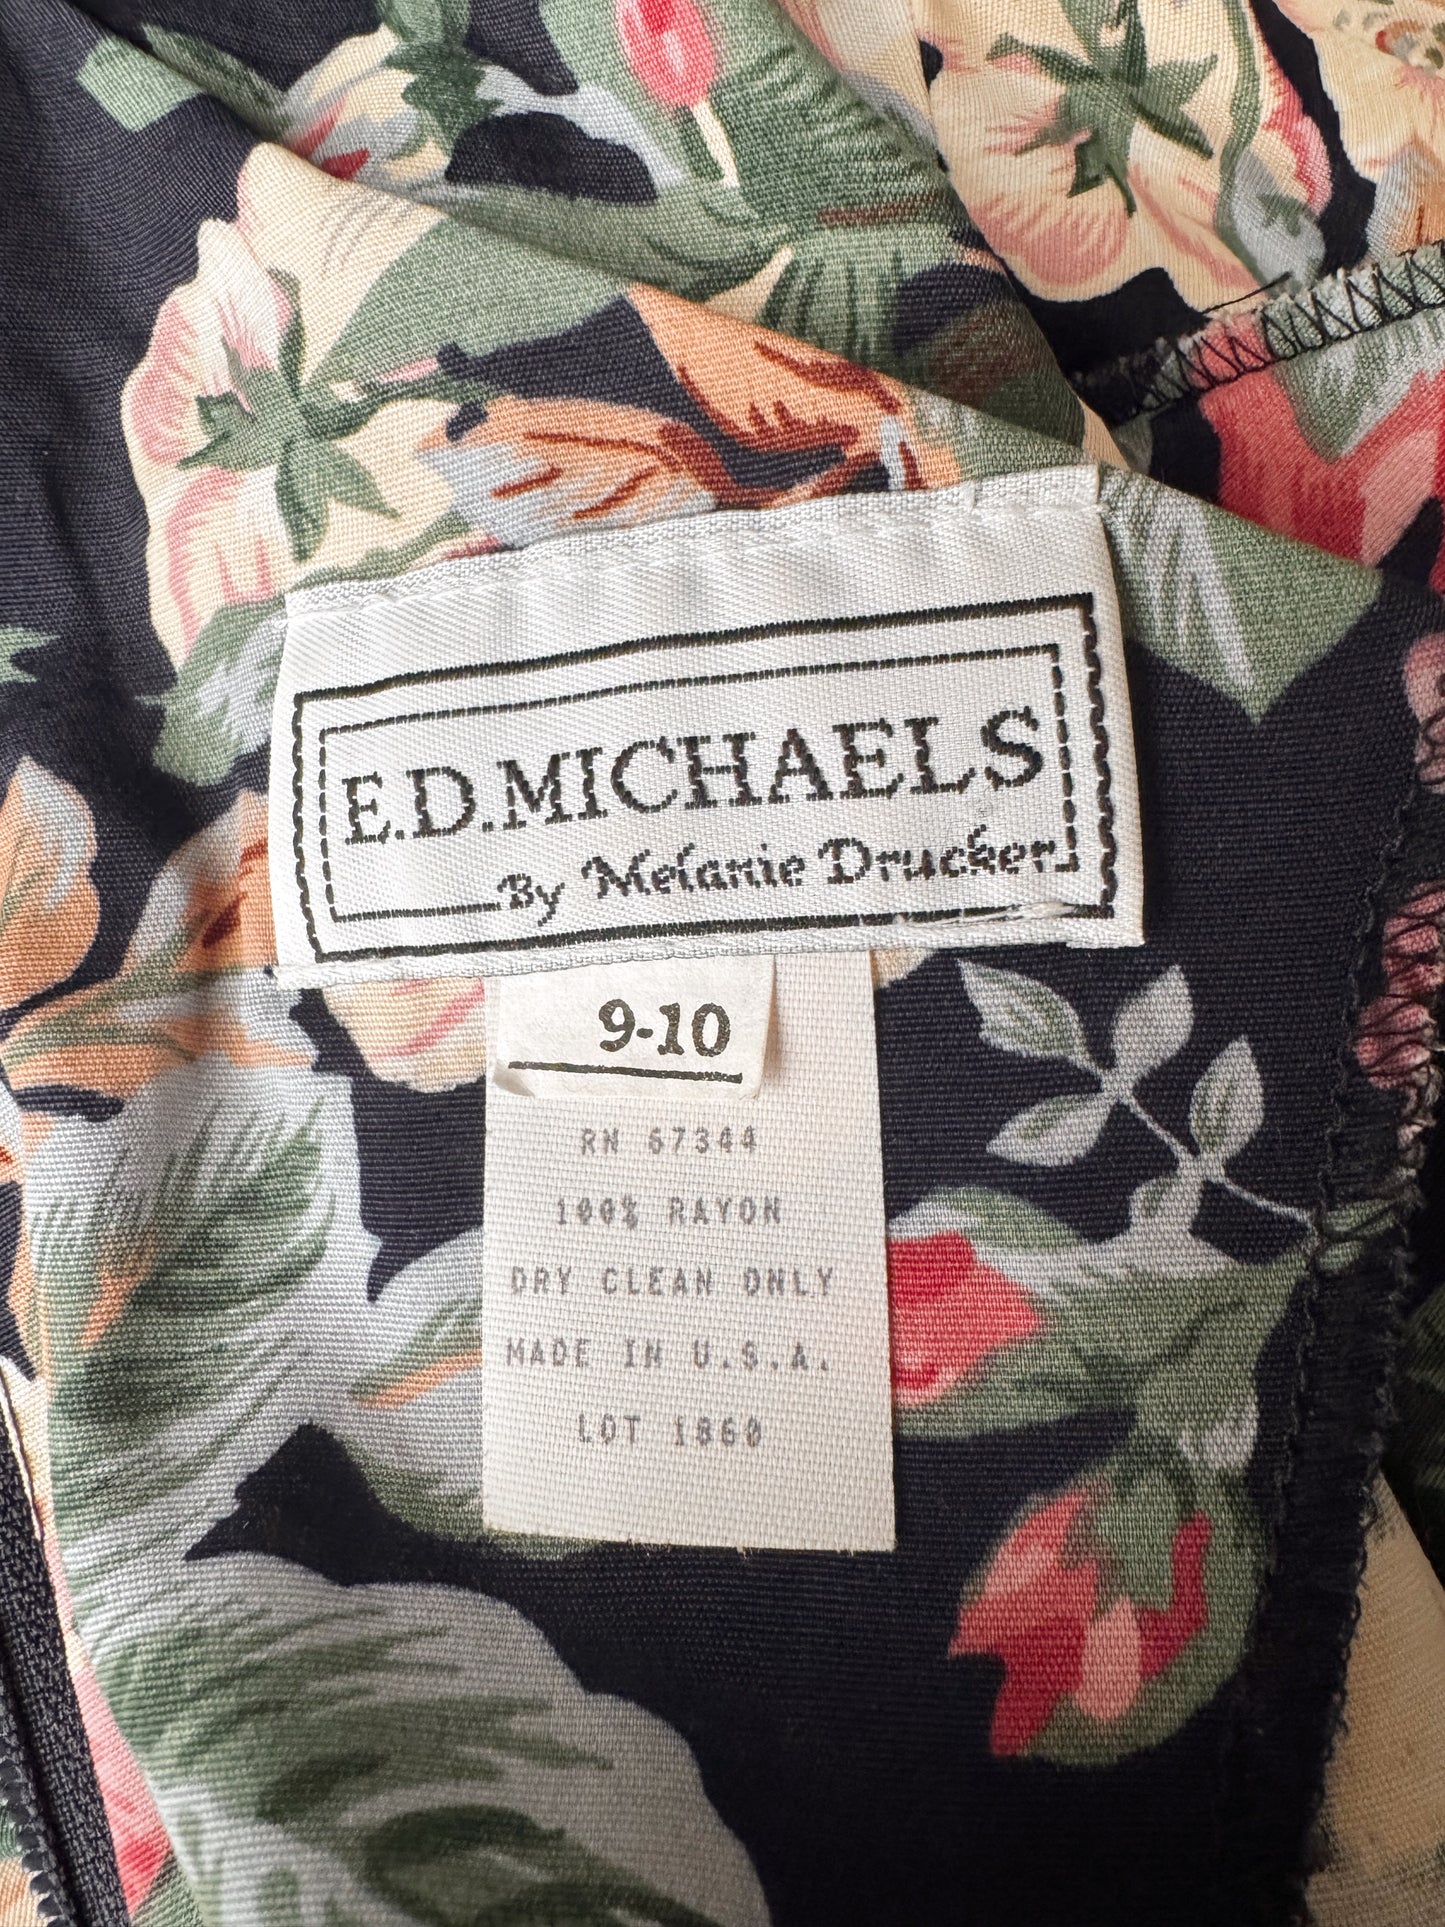 E.D.MICHAELS
By Melanie Drucker
9-10
RN 67344
100% RAYON
DRY CLEAN ONLY
MADE IN U.S.A.
LOT 1860